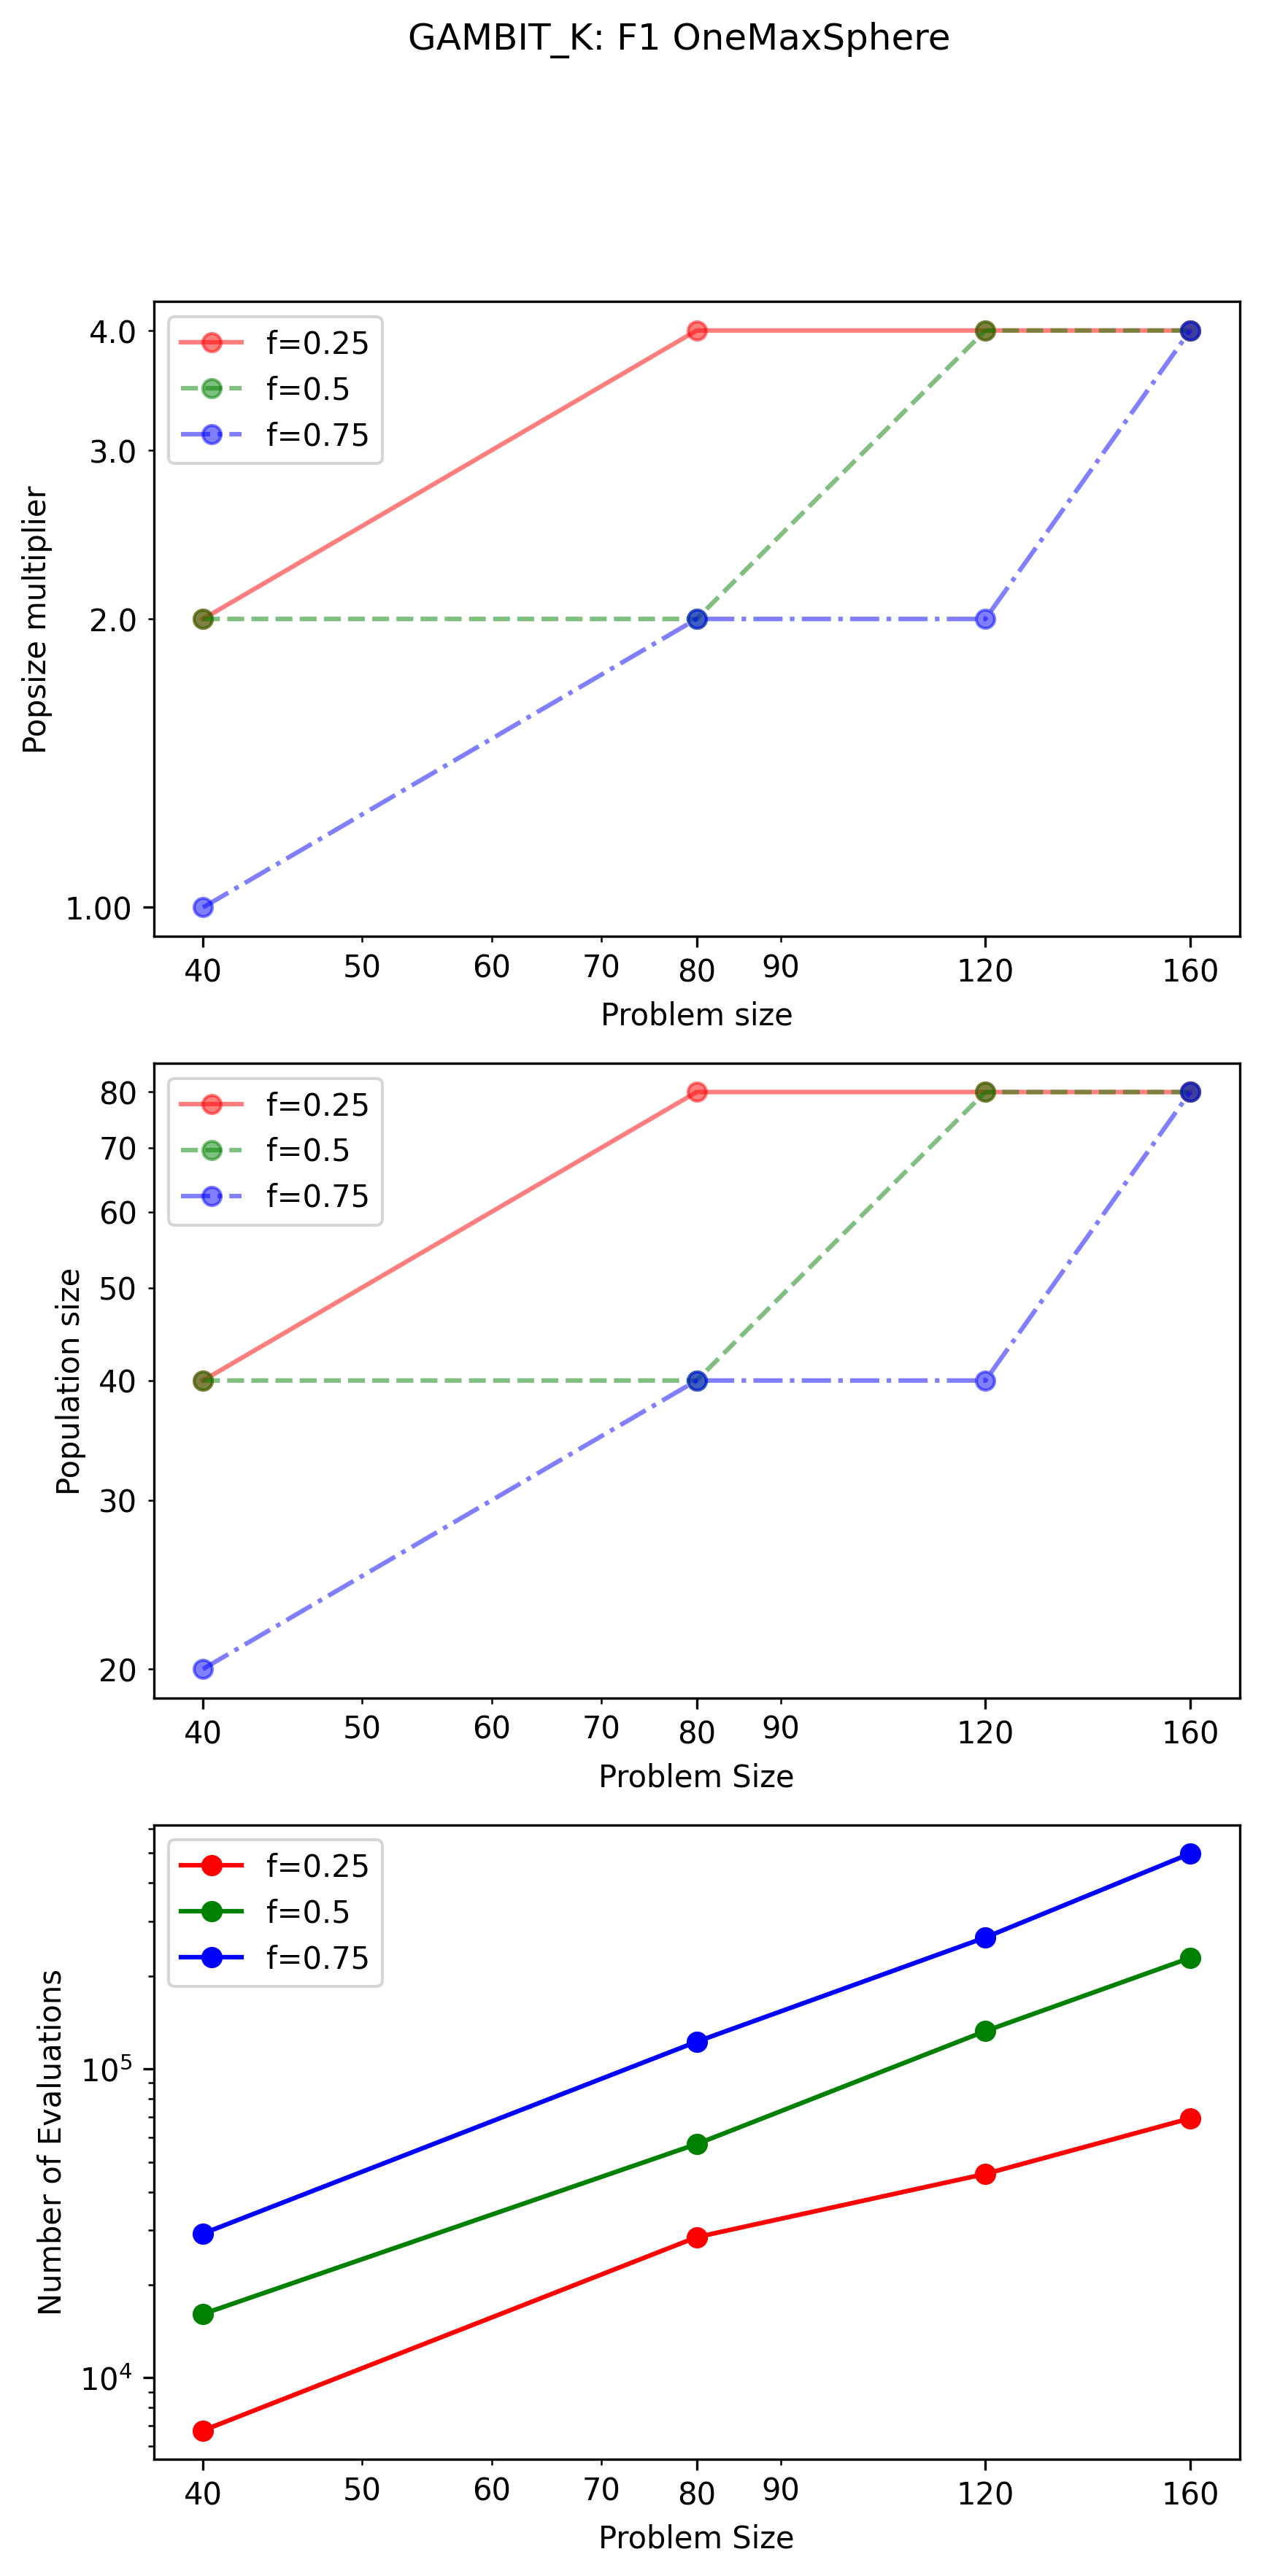 GAMBIT_K: F1 OneMaxSphere
f=0.25
f=0.5
f=0.75
4.0
3.0
2.0
1.00
Popsize multiplier
40 50 60 70 80 90 120 160
Problem size
f=0.25
f=0.5
f=0.75
80
70
60
50
40
30
20
Population size
40 50 60 70 80 90 120 160
Problem Size
f=0.25
f=0.5
f=0.75
10⁵
10⁴
Number of Evaluations
40 50 60 70 80 90 120 160
Problem Size